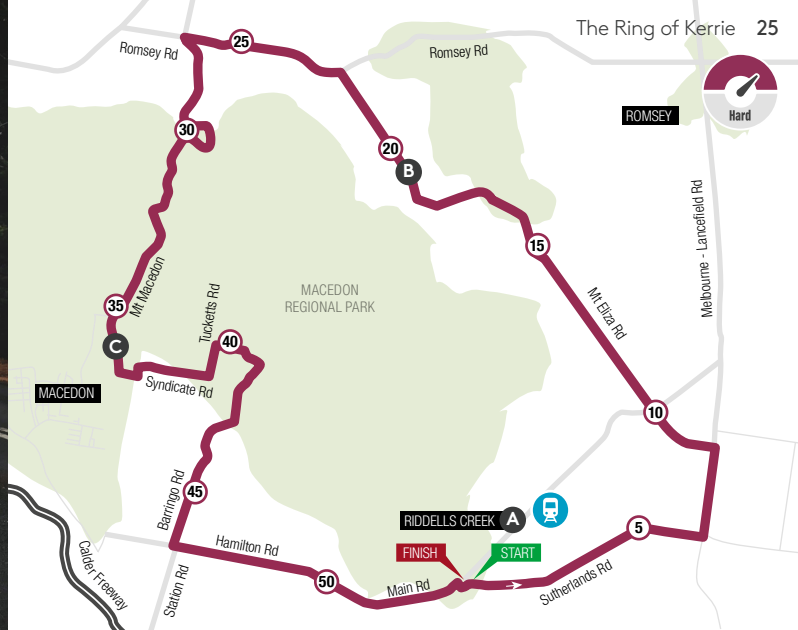 The Ring of Kerrie 25
Hard
Romsey Rd
25
Romsey Rd
ROMSEY
30
20
B
Melbourne - Lancefield Rd
15
MACEDON
REGIONAL PARK
Mt Macedon
35
Tucketts Rd
Mt Eliza Rd
C
40
Syndicate Rd
MACEDON
10
Barringo Rd
45
RIDDELLS CREEK
A
5
Hamilton Rd
FINISH
START
Calder Freeway
Station Rd
50
Main Rd
Sutherlands Rd